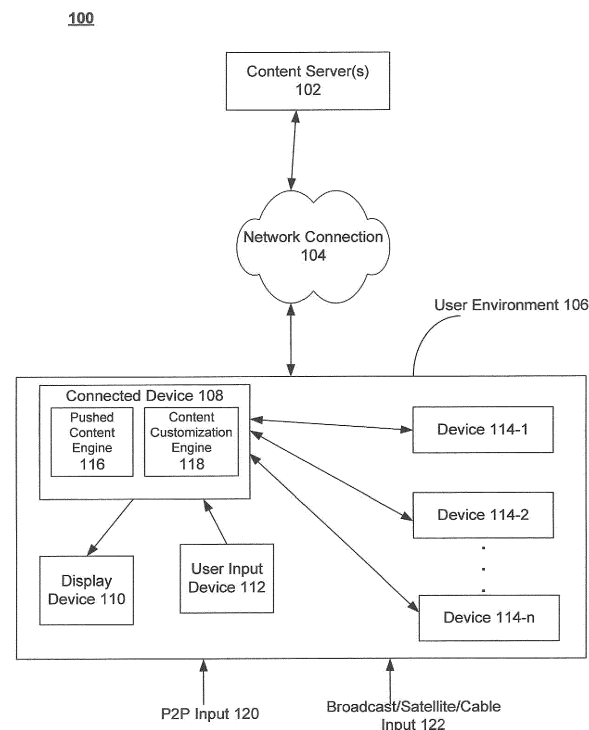 100
Content Server(s)
102
Network Connection
104
User Environment 106
Connected Device 108
Pushed
Content
Engine
116
Content
Customization
Engine
118
Device 114-1
Device 114-2
Device 114-n
Display
Device 110
User Input
Device 112
P2P Input 120
Broadcast/Satellite/Cable
Input 122